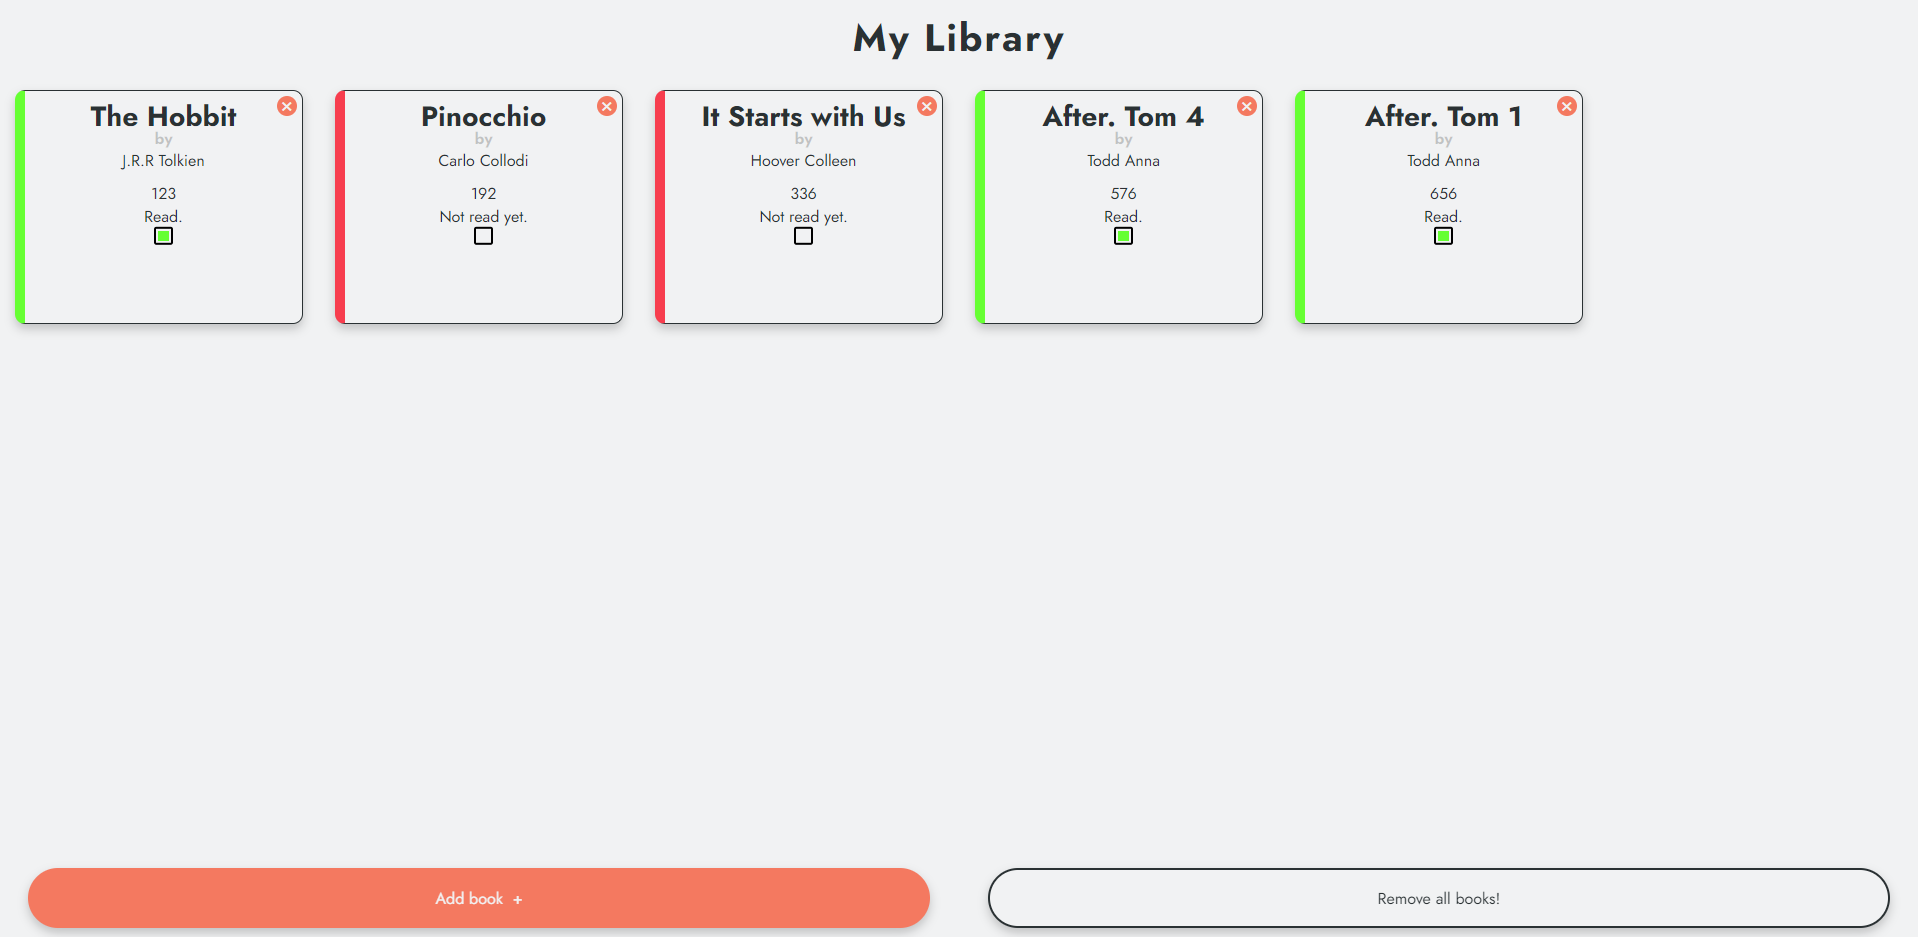 My Library
The Hobbit
by
J.R.R Tolkien
123
Read.
Pinocchio
by
Carlo Collodi
192
Not read yet.
It Starts with Us
by
Hoover Colleen
336
Not read yet.
After. Tom 4
by
Todd Anna
576
Read.
After. Tom 1
by
Todd Anna
656
Read.
Add book +
Remove all books!